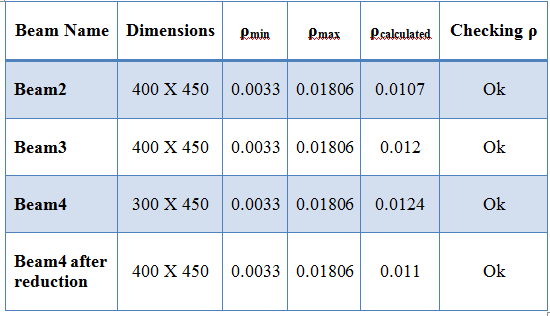 Beam Name Dimensions ρmin ρmax ρcalculated Checking ρ
Beam2 400 X 450 0.0033 0.01806 0.0107 Ok
Beam3 400 X 450 0.0033 0.01806 0.012 Ok
Beam4 300 X 450 0.0033 0.01806 0.0124 Ok
Beam4 after
reduction 400 X 450 0.0033 0.01806 0.011 Ok